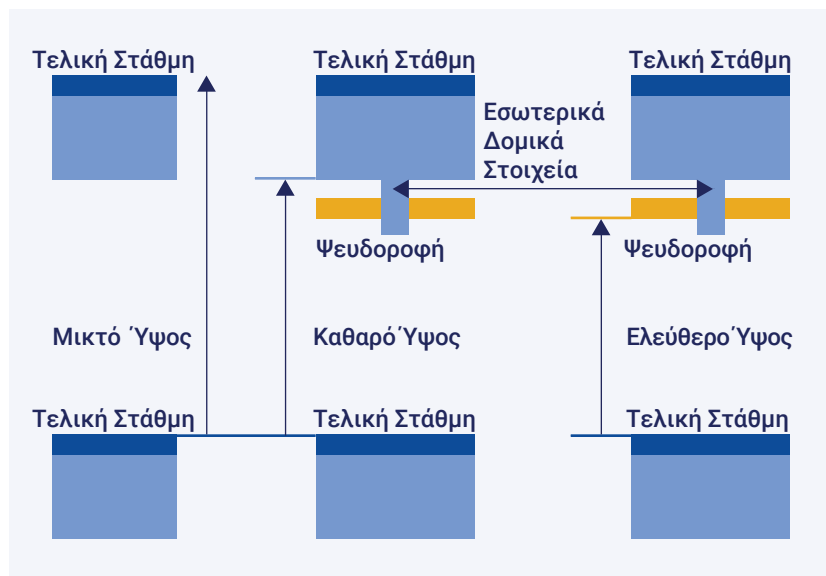 Τελική Στάθμη
Τελική Στάθμη
Τελική Στάθμη
Εσωτερικά
Δομικά
Στοιχεία
Ψευδοροφή
Ψευδοροφή
Μικτό Ύψος
Καθαρό Ύψος
Ελεύθερο Ύψος
Τελική Στάθμη
Τελική Στάθμη
Τελική Στάθμη